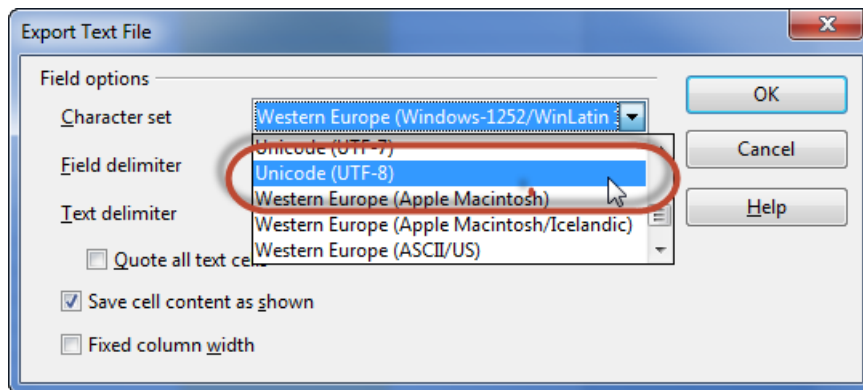 Export Text File
Field options
Character set
Western Europe (Windows-1252/WinLatin
OK
Unicode (UTF-7)
Cancel
Field delimiter
Unicode (UTF-8)
Western Europe (Apple Macintosh)
Text delimiter
Help
Western Europe (Apple Macintosh/Icelandic)
Western Europe (ASCII/US)
Quote all text
Save cell content as shown
Fixed column width